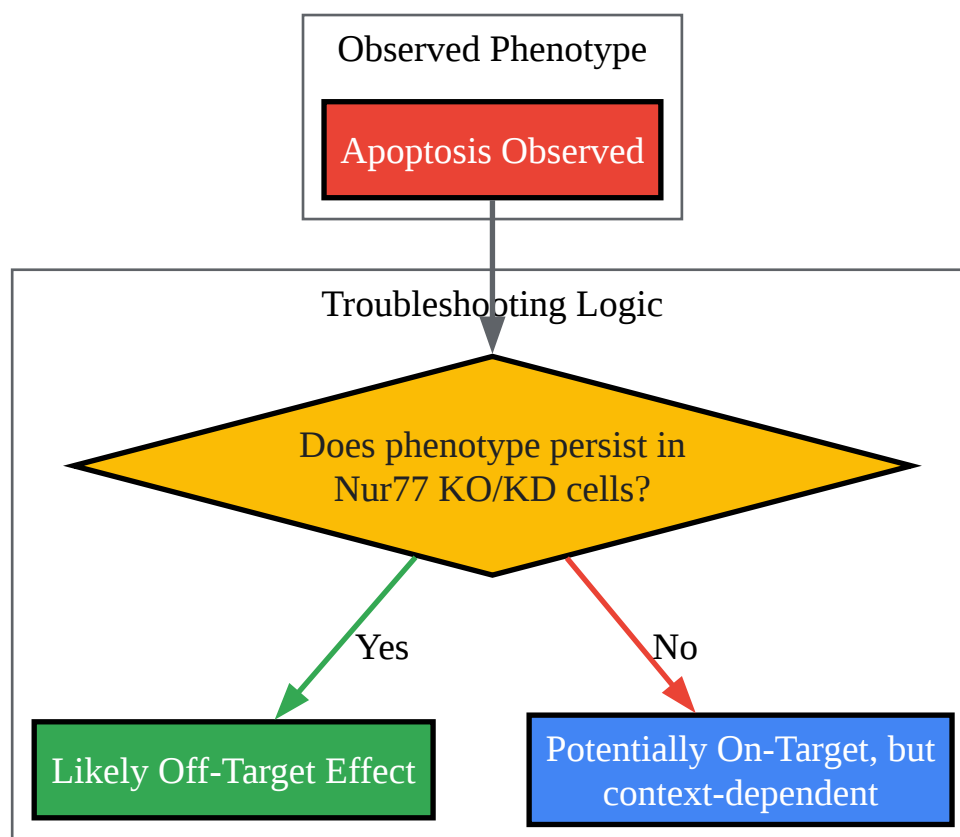 Observed Phenotype
Apoptosis Observed
Troubleshooting Logic
Does phenotype persist in
Nur77 KO/KD cells?
Yes
No
Likely Off-Target Effect
Potentially On-Target, but
context-dependent